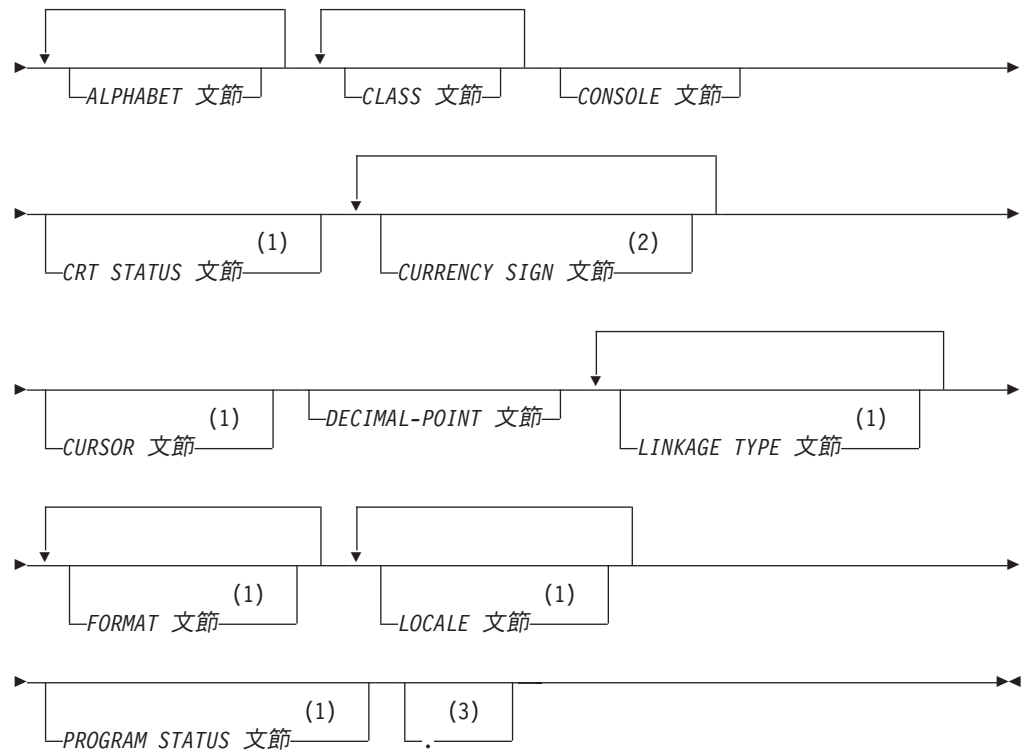 ALPHABET 文節 CLASS 文節 CONSOLE 文節
(1) (2)
CRT STATUS 文節 CURRENCY SIGN 文節
(1) (1)
CURSOR 文節 DECIMAL-POINT 文節 LINKAGE TYPE 文節
(1) (1)
FORMAT 文節 LOCALE 文節
(1) (3)
PROGRAM STATUS 文節 .